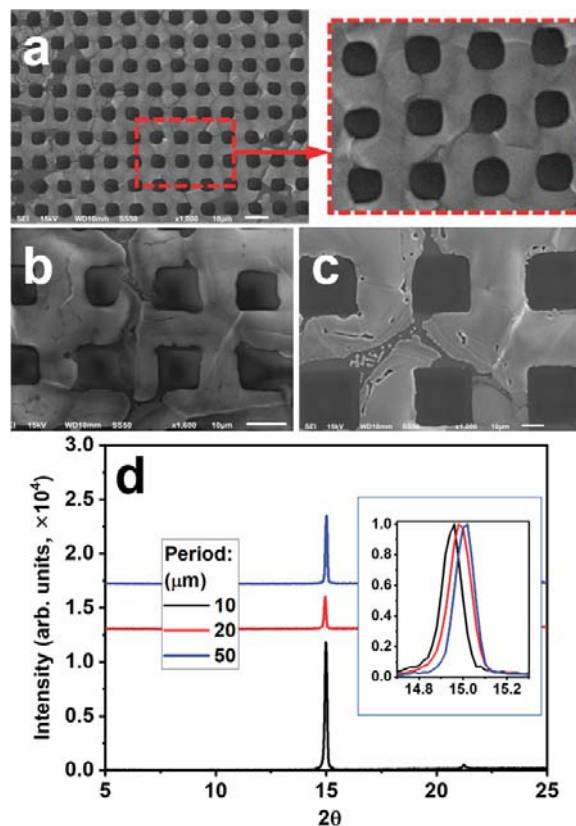 a
SEI 15kV WD10mm SS50 x1,000 10µm
b
15kV WD10mm SS50 x1,600 10µm
c
SEI 15kV WD10mm SS50 10µm
d
3.0
2.5
2.0
1.5
1.0
0.5
0.0
Intensity (arb. units, ×10⁴)
Period:
(µm)
10
20
50
1.0
0.8
0.6
0.4
0.2
0.0
14.8 15.0 15.2
5 10 15 20 25
2θ